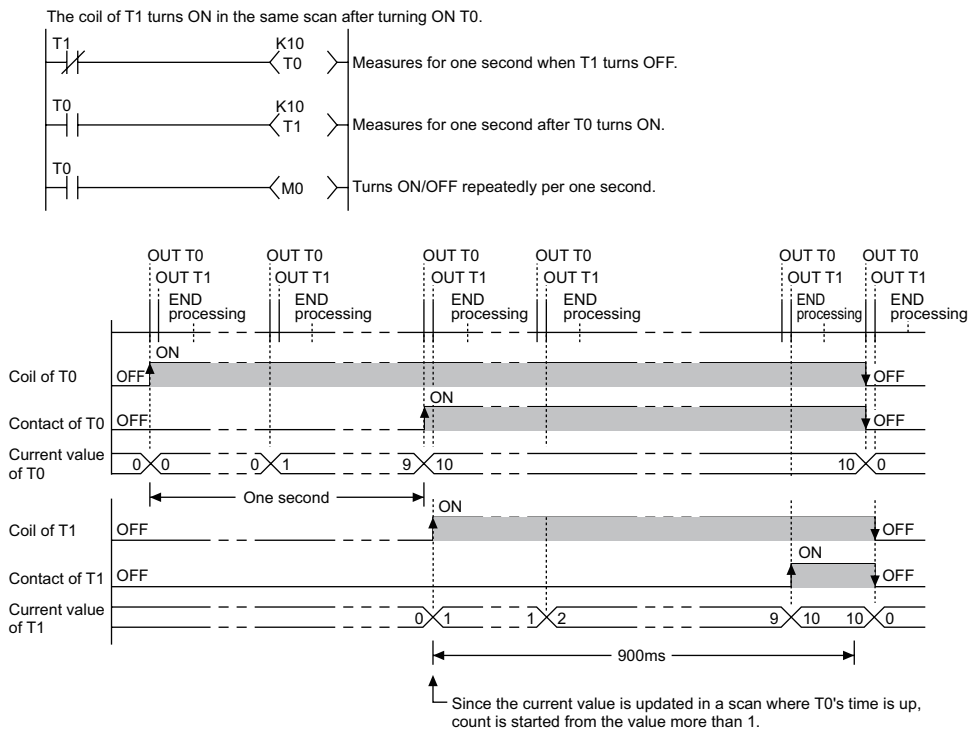 The coil of T1 turns ON in the same scan after turning ON T0.
T1 K10
T0 Measures for one second when T1 turns OFF.
T0 K10
T1 Measures for one second after T0 turns ON.
T0
M0 Turns ON/OFF repeatedly per one second.
OUT T0 OUT T0 OUT T0 OUT T0 OUT T0 OUT T0
OUT T1 OUT T1 OUT T1 OUT T1 OUT T1 OUT T1
END END END END END END
processing processing processing processing processing processing
ON
Coil of T0 OFF OFF
ON
Contact of T0 OFF OFF
Current value
of T0 0 0 0 1 9 10 10 0
One second
ON
Coil of T1 OFF OFF
ON
Contact of T1 OFF OFF
Current value
of T1 0 1 1 2 9 10 10 0
900ms
Since the current value is updated in a scan where T0's time is up,
count is started from the value more than 1.